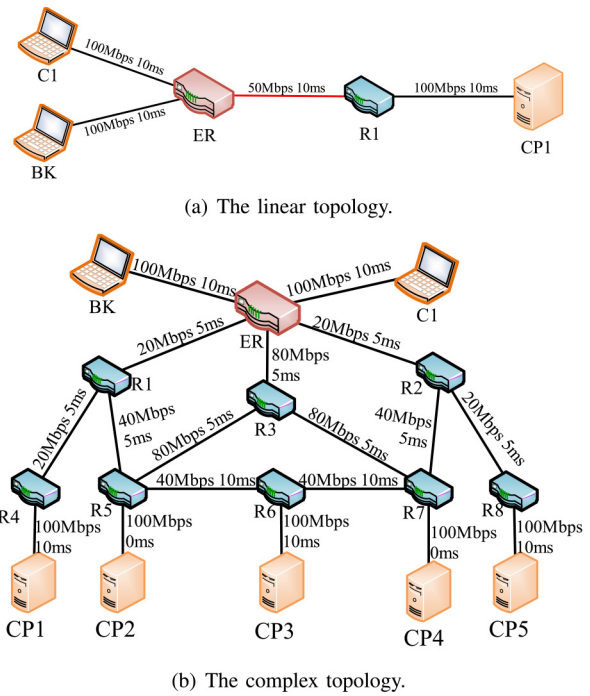 100Mbps 10ms
C1
100Mbps 10ms
BK
ER
50Mbps 10ms
R1
100Mbps 10ms
CP1
(a) The linear topology.
BK
100Mbps 10ms
ER
100Mbps 10ms
C1
20Mbps 5ms
80Mbps
5ms
20Mbps 5ms
R1
R3
R2
20Mbps 5ms
40Mbps
5ms
80Mbps 5ms
80Mbps 5ms
40Mbps
5ms
20Mbps 5ms
R4
R5
40Mbps 10ms
R6
40Mbps 10ms
R7
R8
100Mbps
10ms
100Mbps
0ms
100Mbps
10ms
100Mbps
0ms
100Mbps
10ms
CP1
CP2
CP3
CP4
CP5
(b) The complex topology.